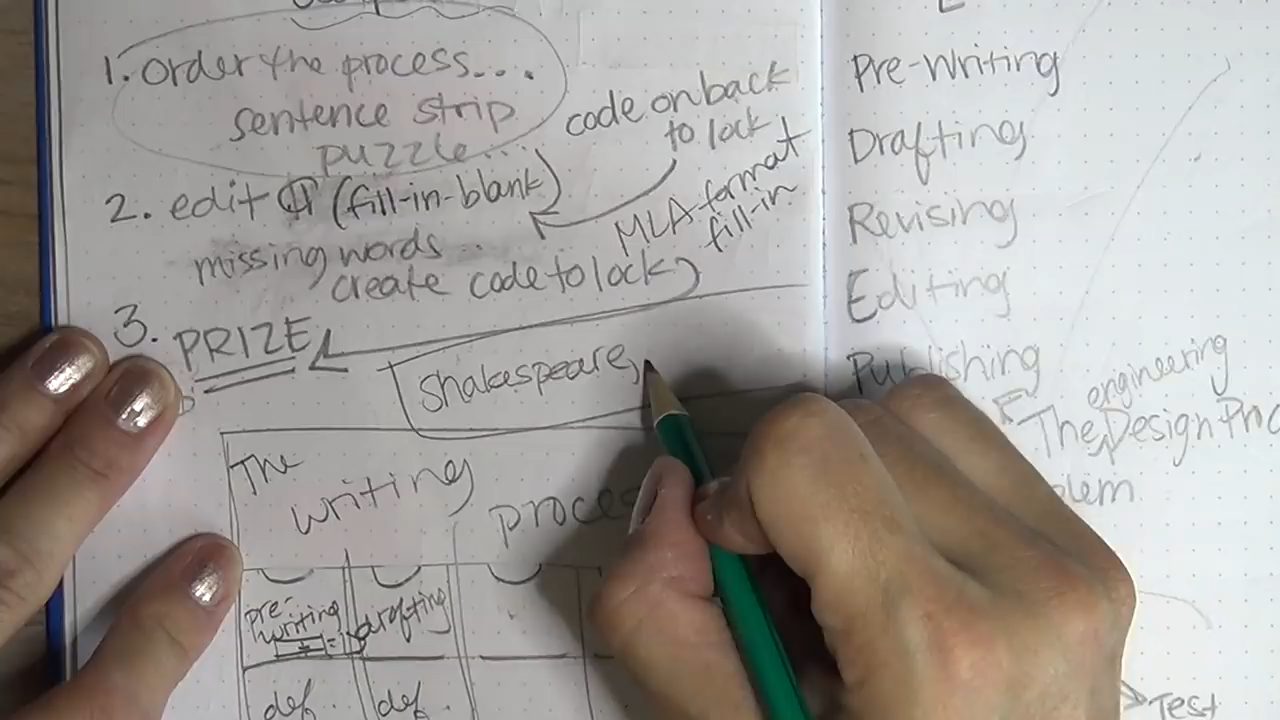 1. order the process....
sentence strip
puzzle...
code on back
to lock
2. edit ¶ (fill-in-blank)
missing words...
create code to lock
MLA-format
fill-in
3. PRIZE
Shakespeare,
The
writing
proces
pre-
writing
drafting
def.
def.
Pre-Writing
Drafting
Revising
Editing
Publishing
engineering
The Design Pro
blem
Test